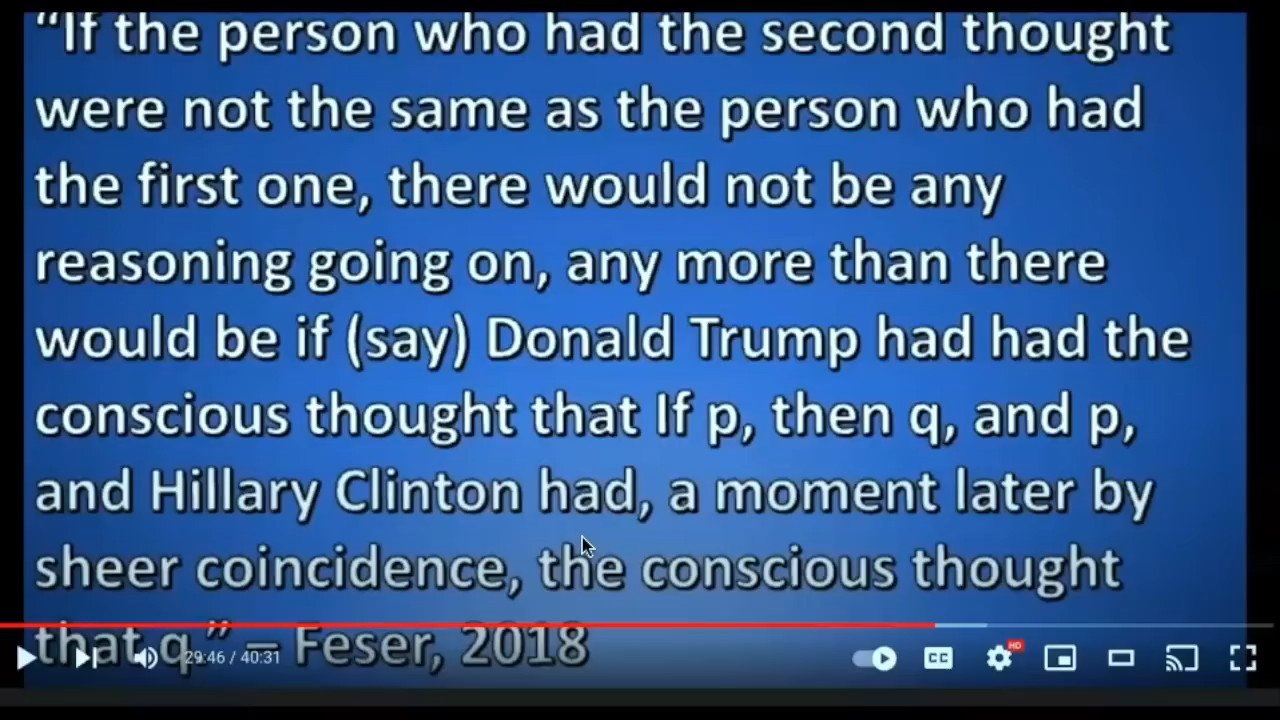 “If the person who had the second thought
were not the same as the person who had
the first one, there would not be any
reasoning going on, any more than there
would be if (say) Donald Trump had had the
conscious thought that If p, then q, and p,
and Hillary Clinton had, a moment later by
sheer coincidence, the conscious thought
that q.” – Feser, 2018
29:46 / 40:31
CC
HD